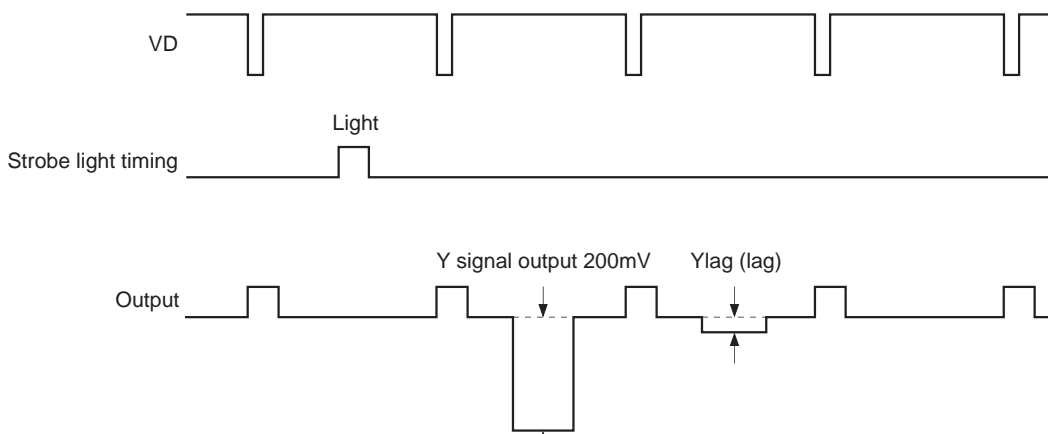 VD
Light
Strobe light timing
Y signal output 200mV
Ylag (lag)
Output